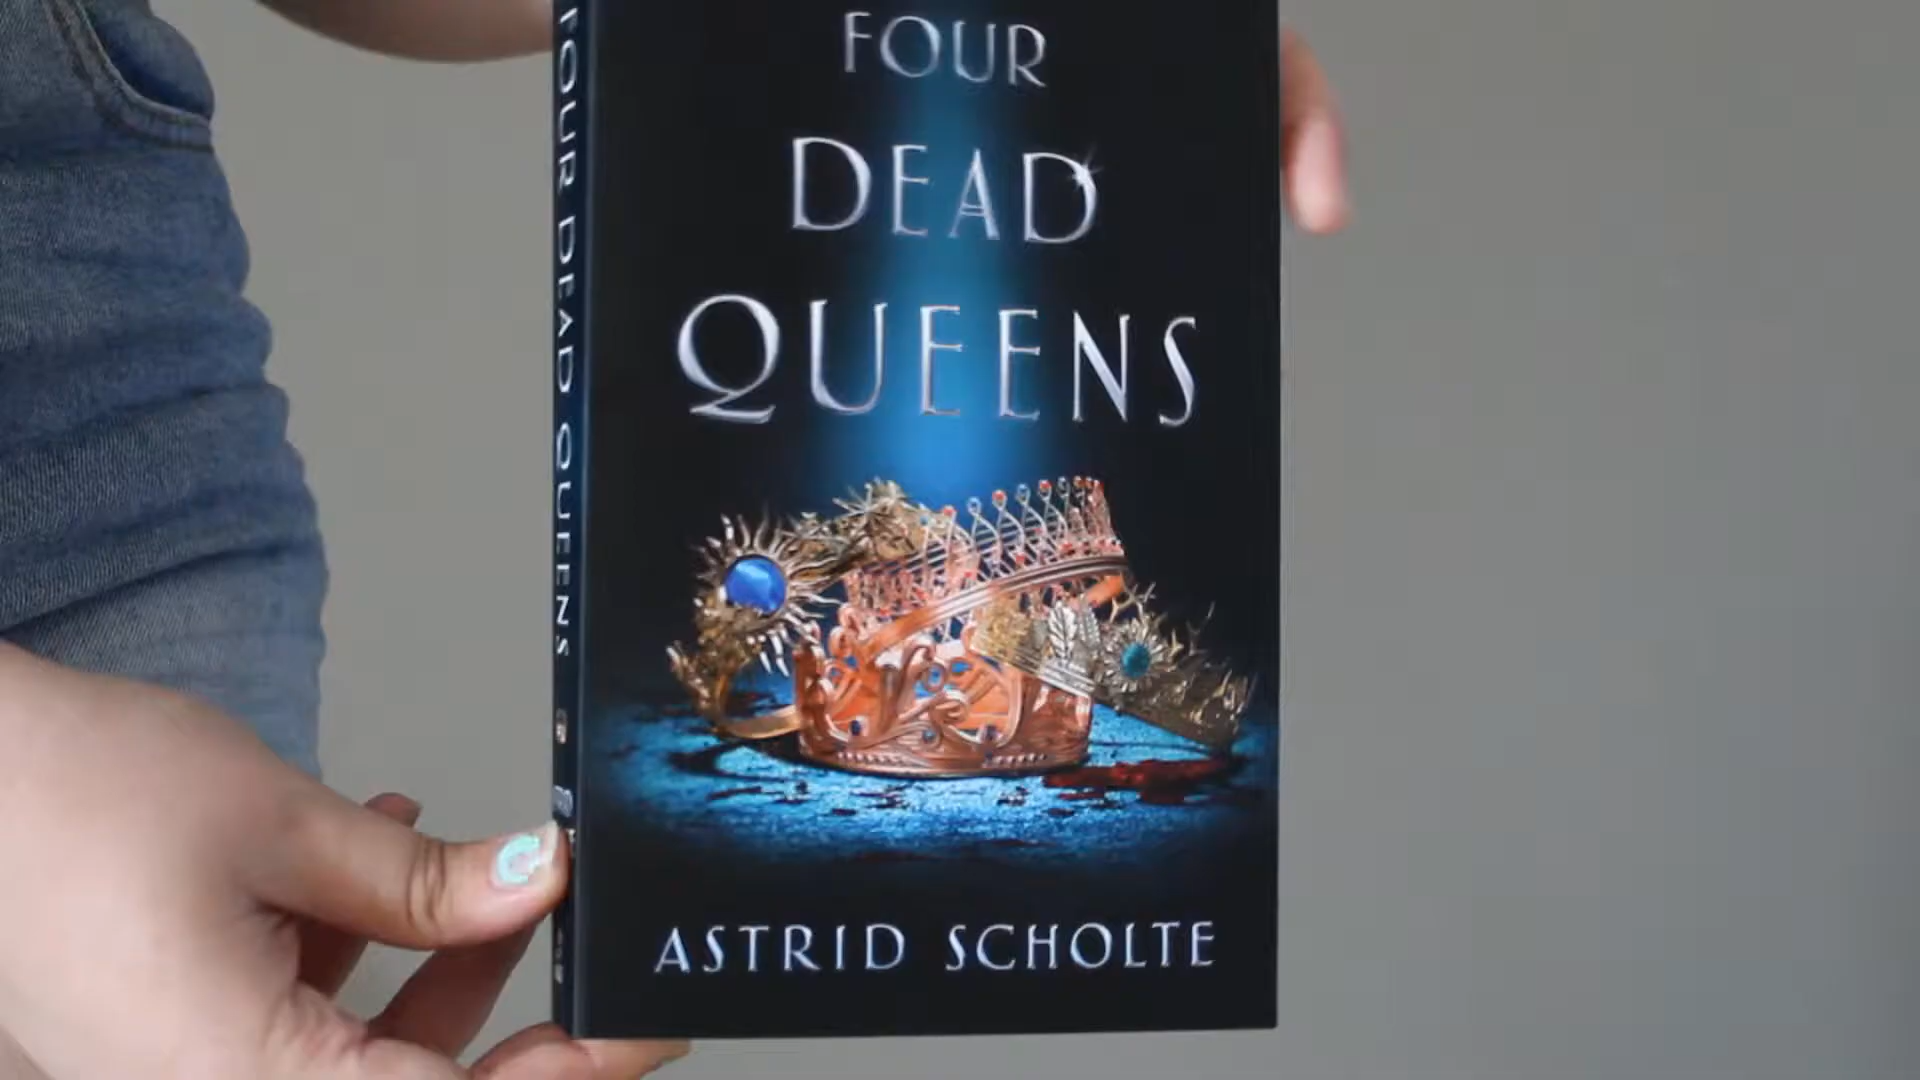 FOUR
DEAD
QUEENS
ASTRID SCHOLTE
FOUR DEAD QUEENS